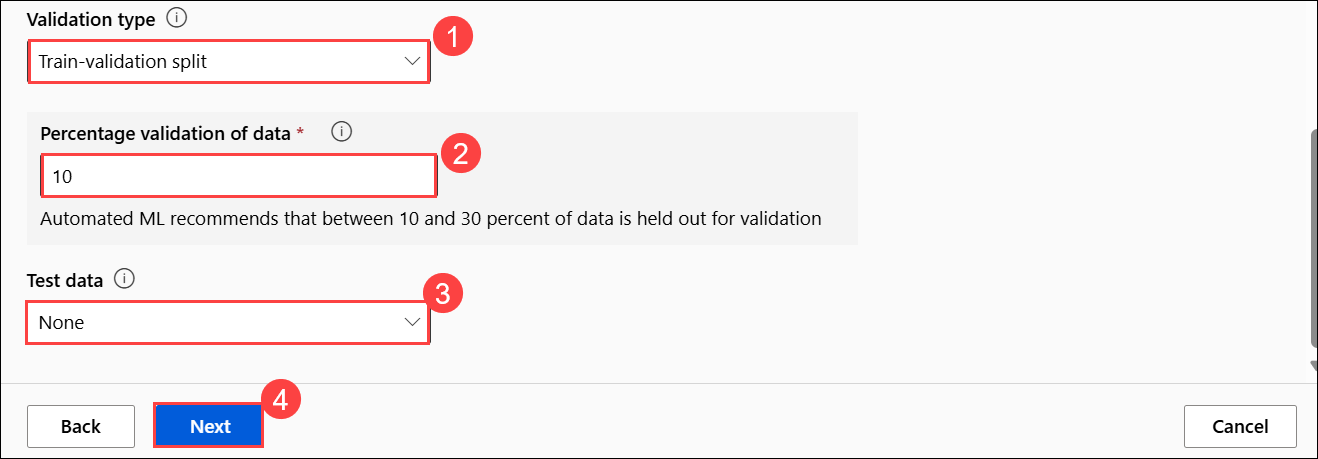 Validation type
1
Train-validation split
Percentage validation of data *
2
10
Automated ML recommends that between 10 and 30 percent of data is held out for validation
Test data
3
None
4
Back
Next
Cancel